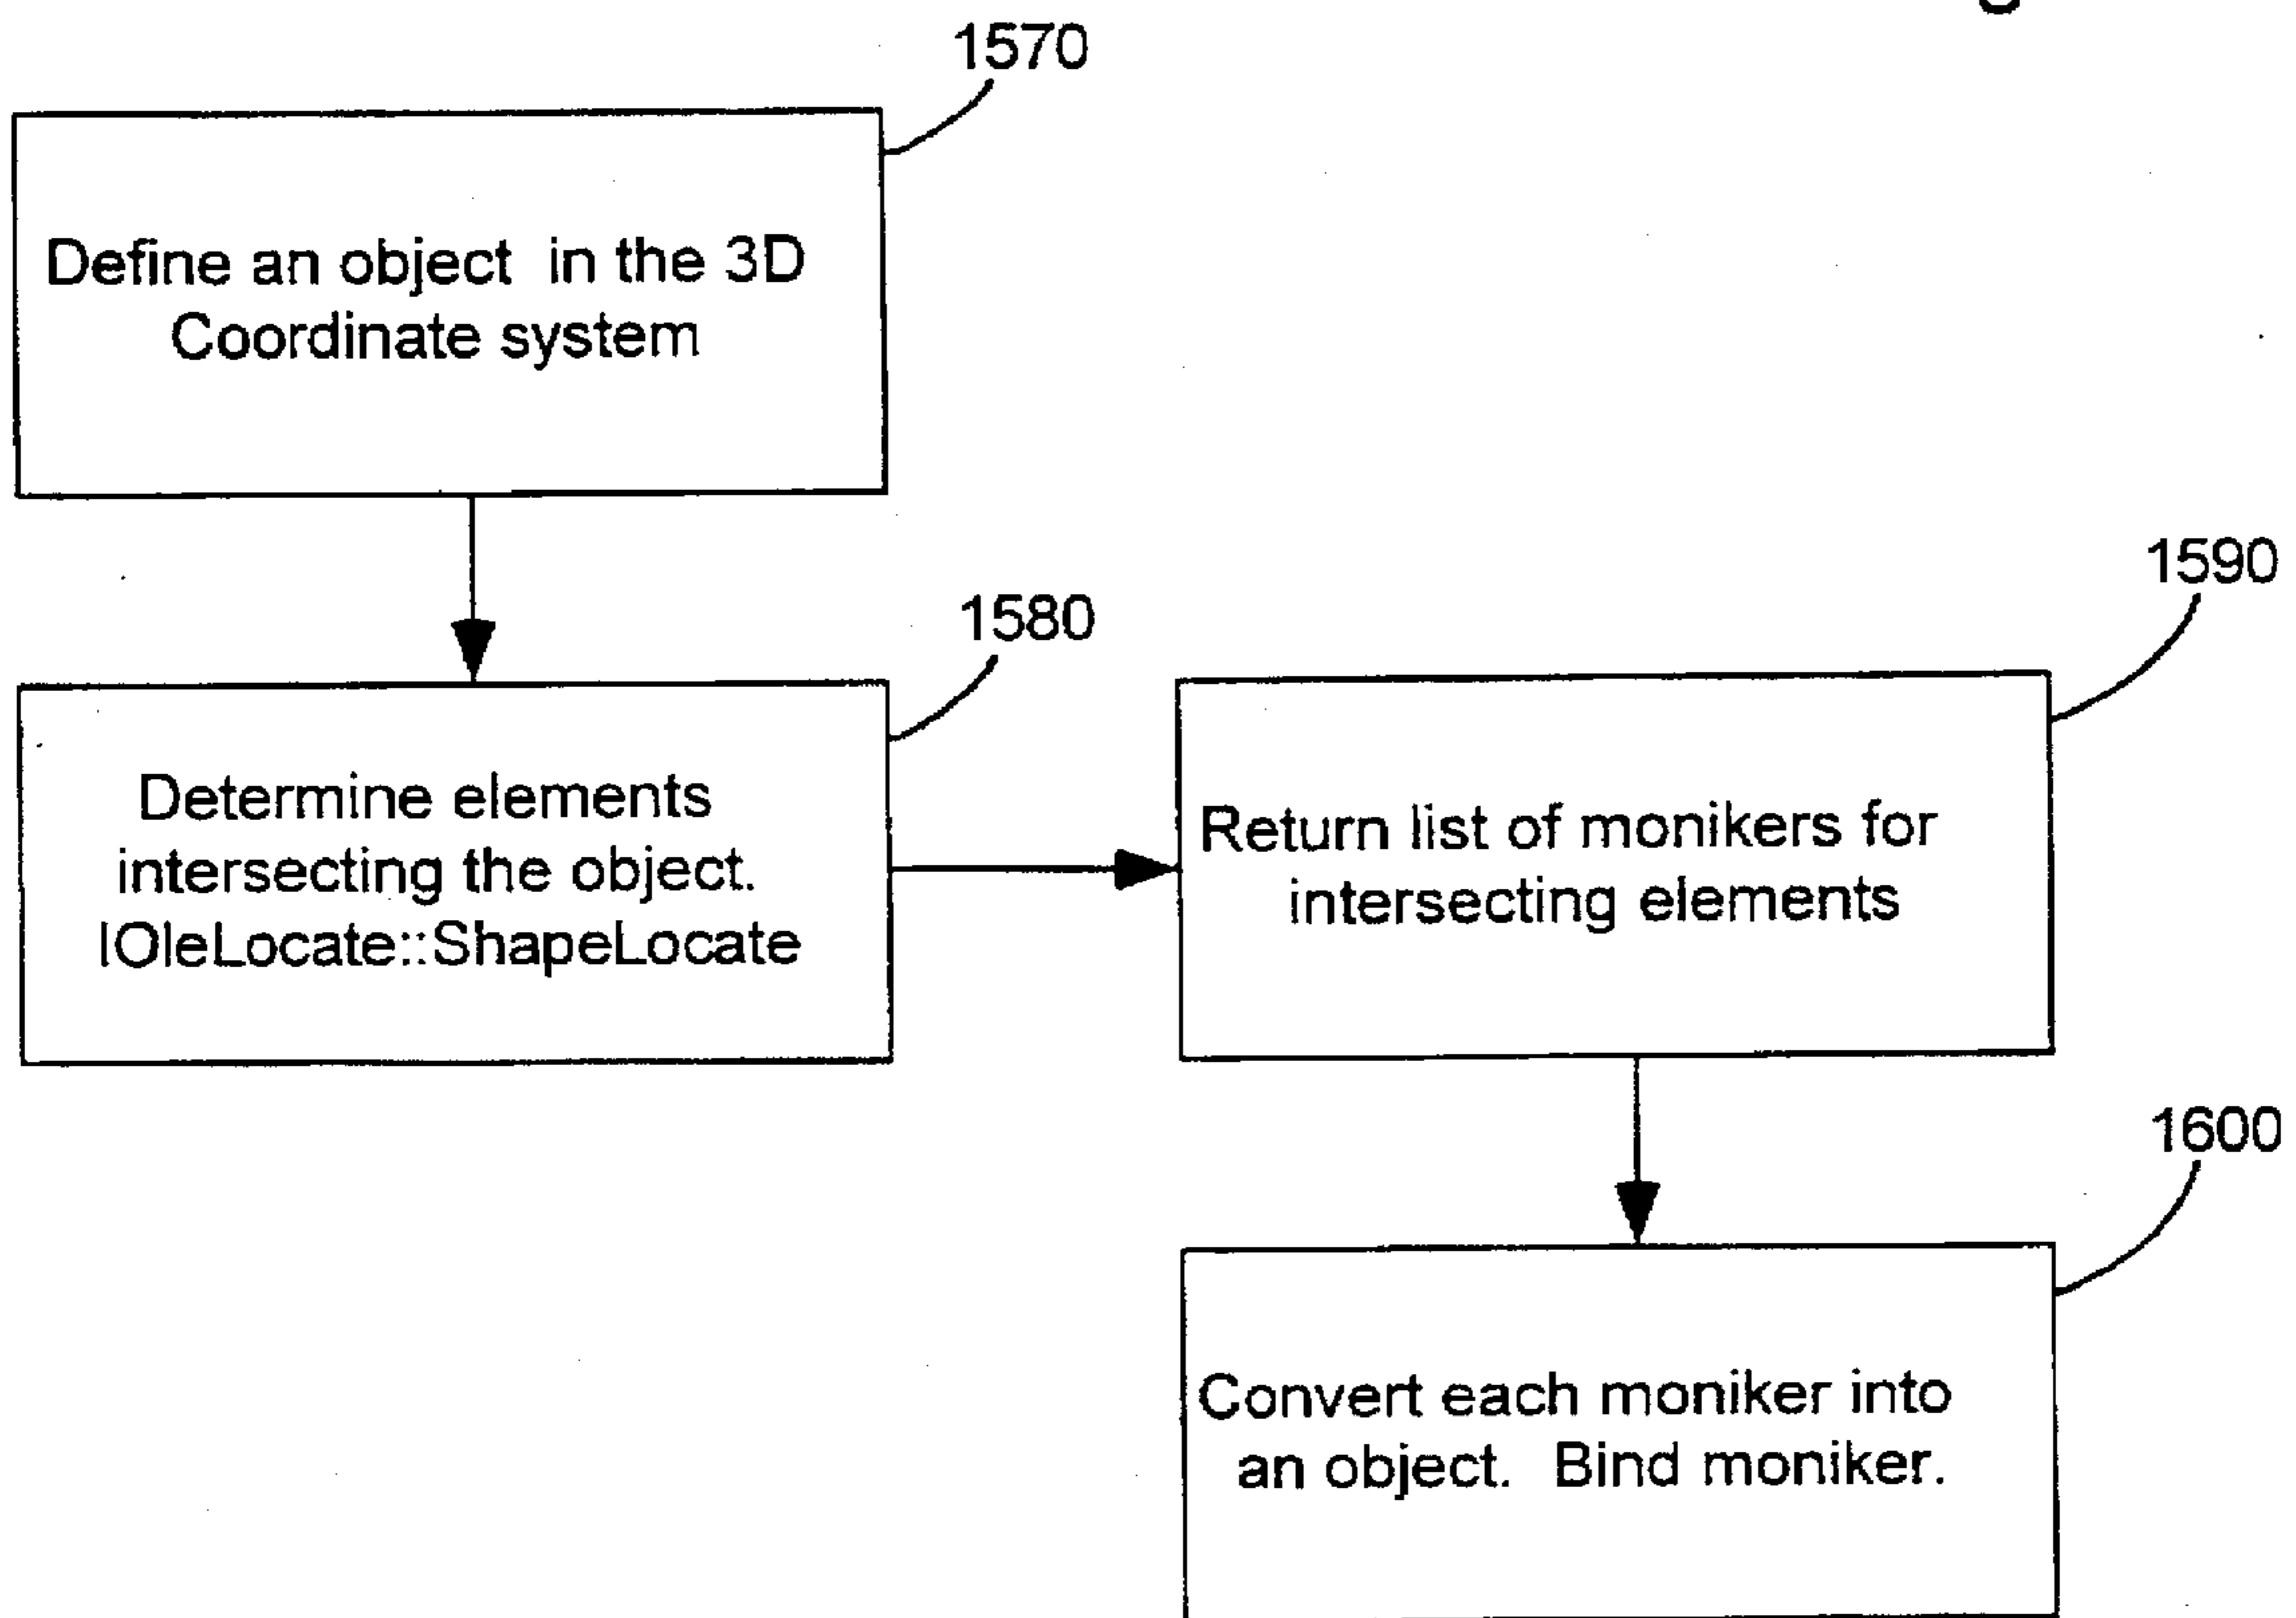 1570
Define an object in the 3D
Coordinate system
1580
Determine elements
intersecting the object.
IOleLocate::ShapeLocate
1590
Return list of monikers for
intersecting elements
1600
Convert each moniker into
an object. Bind moniker.